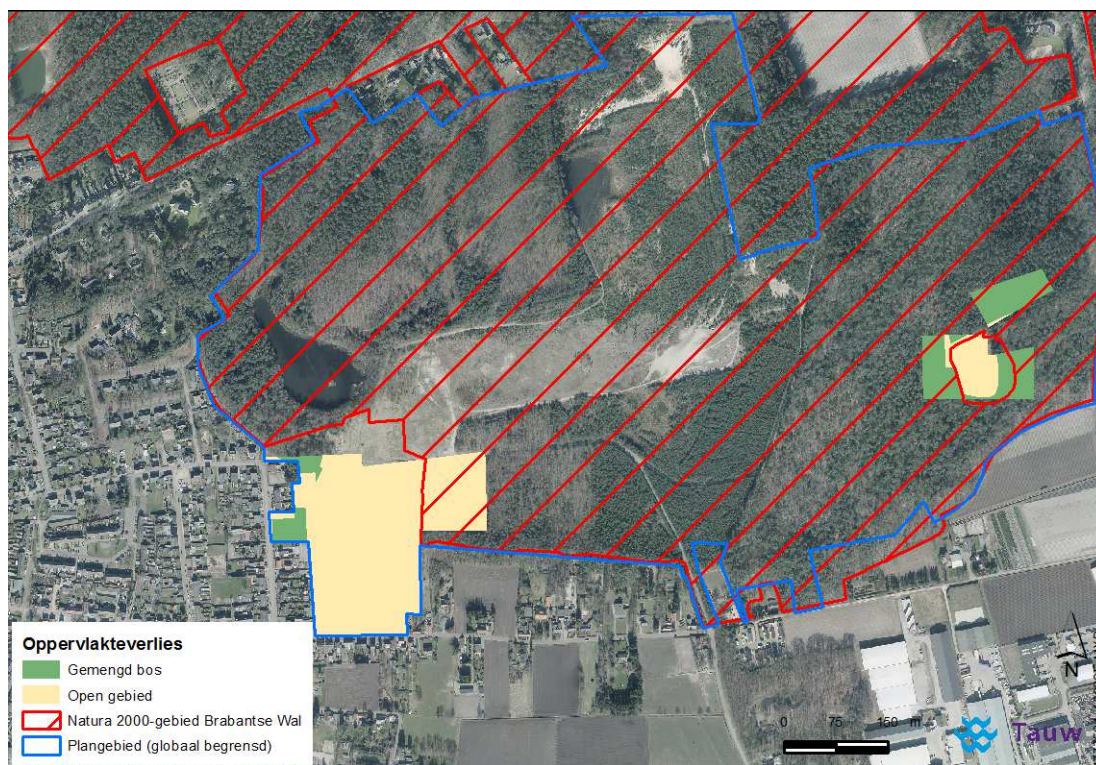 Oppervlakteverlies
Gemengd bos
Open gebied
Natura 2000-gebied Brabantse Wal
Plangebied (globaal begrensd)
0 75 150 m
N
Tauw